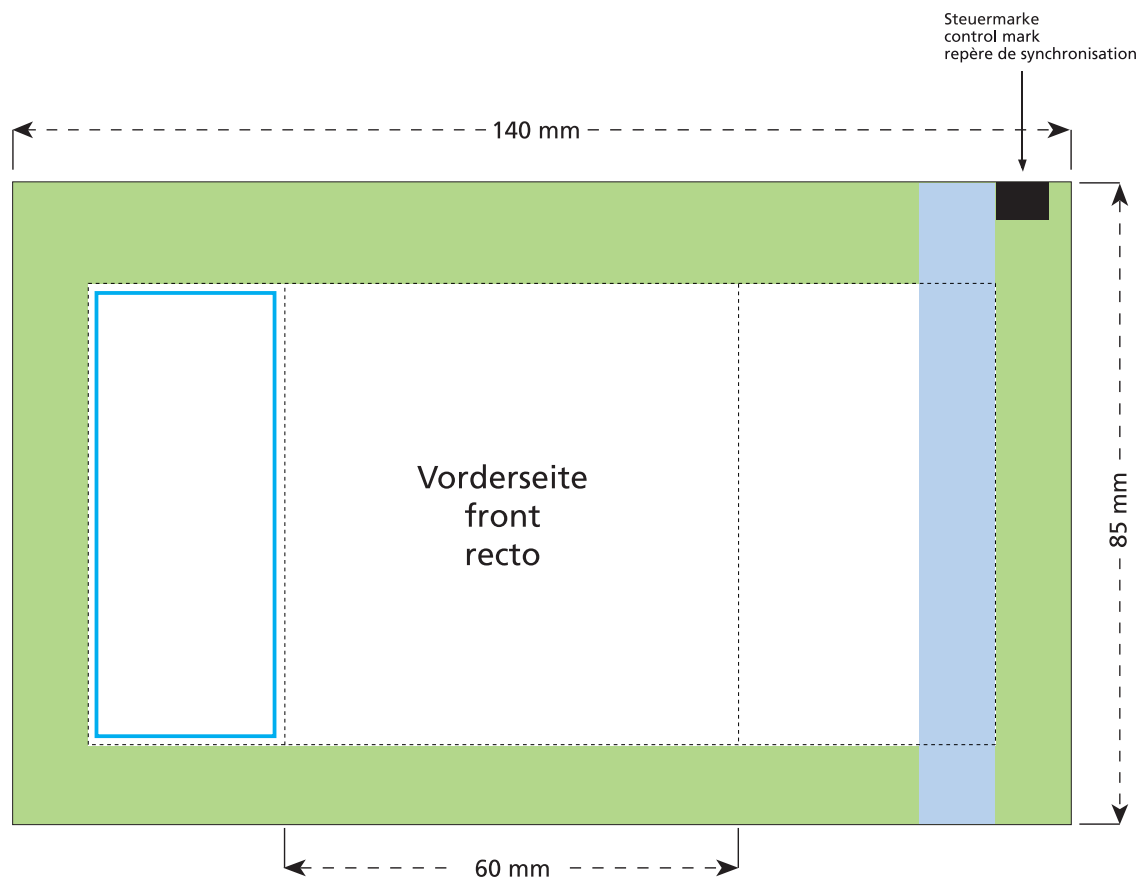 Steuermarke
control mark
repère de synchronisation
140 mm
Vorderseite
front
recto
85 mm
60 mm